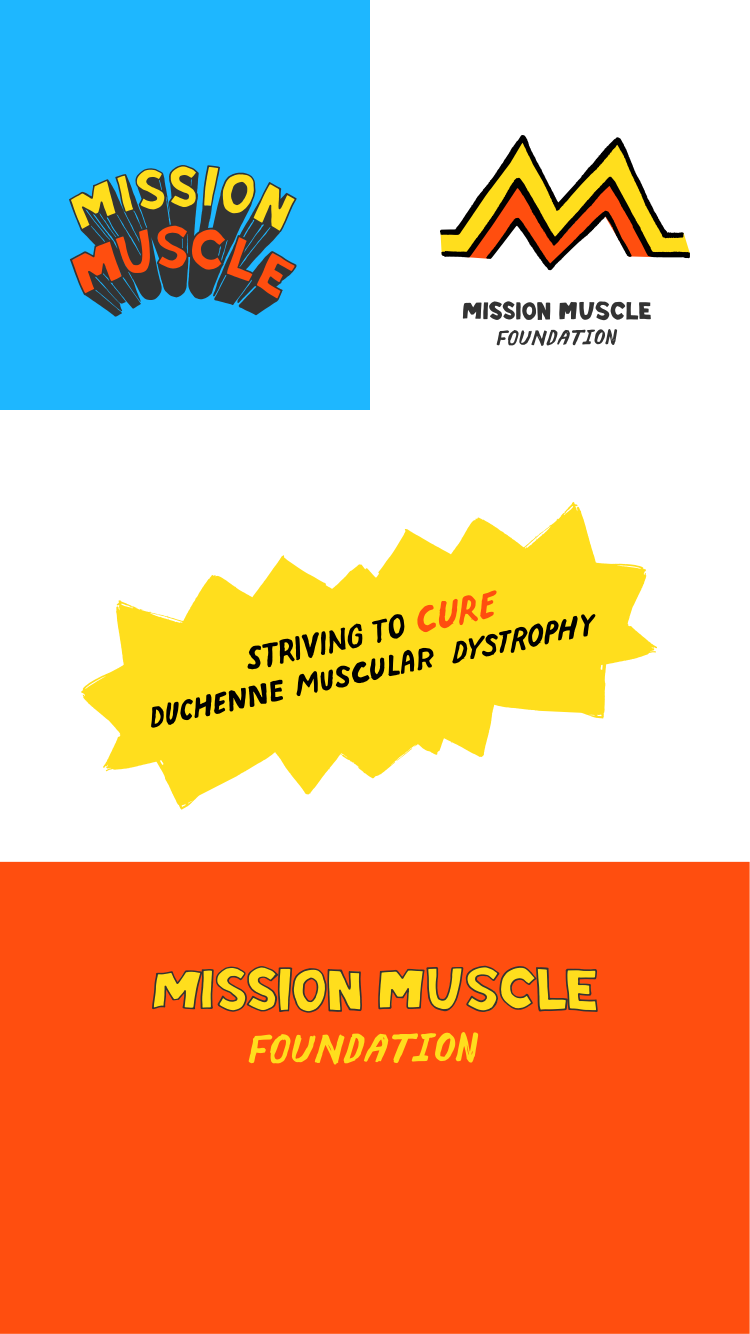 MISSION
MUSCLE
MISSION MUSCLE
FOUNDATION
STRIVING TO CURE
DUCHENNE MUSCULAR DYSTROPHY
MISSION MUSCLE
FOUNDATION